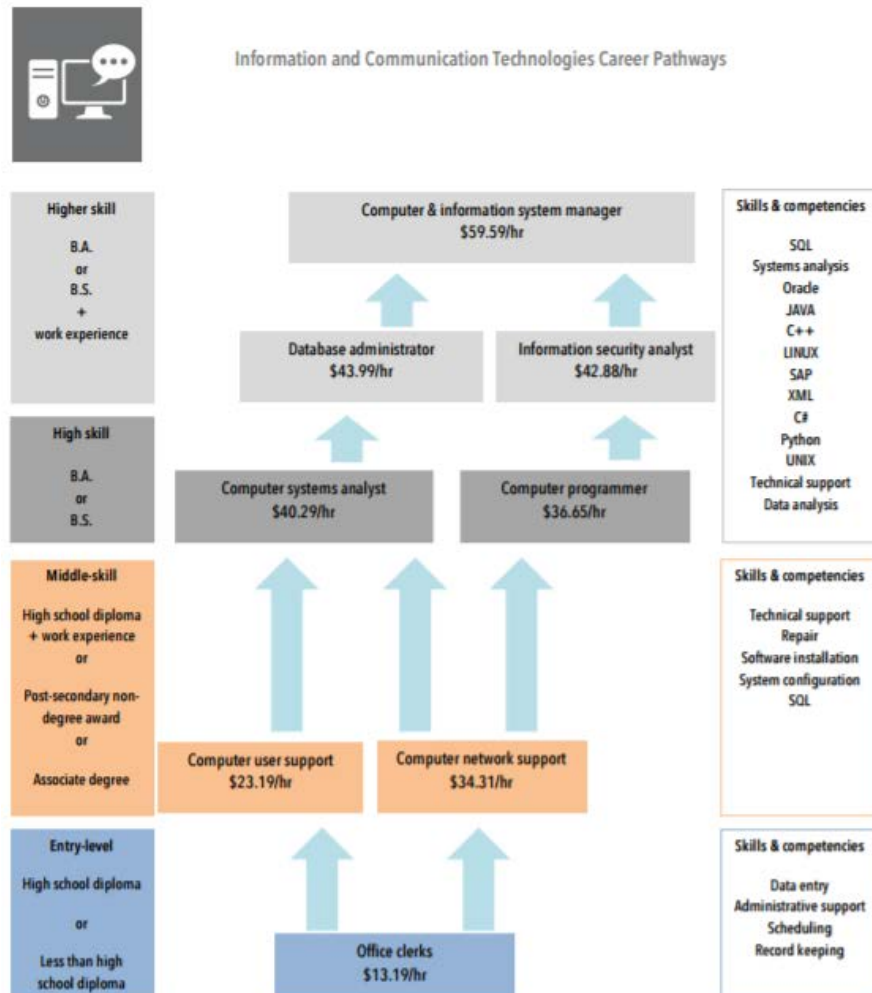 Information and Communication Technologies Career Pathways
Higher skill
B.A.
or
B.S.
+
work experience
Computer & information system manager
$59.59/hr
Database administrator
$43.99/hr
Information security analyst
$42.88/hr
Skills & competencies
SQL
Systems analysis
Oracle
JAVA
C++
LINUX
SAP
XML
C#
Python
UNIX
Technical support
Data analysis
High skill
B.A.
or
B.S.
Computer systems analyst
$40.29/hr
Computer programmer
$36.65/hr
Middle-skill
High school diploma
+ work experience
or
Post-secondary non-
degree award
or
Associate degree
Computer user support
$23.19/hr
Computer network support
$34.31/hr
Skills & competencies
Technical support
Repair
Software installation
System configuration
SQL
Entry-level
High school diploma
or
Less than high
school diploma
Office clerks
$13.19/hr
Skills & competencies
Data entry
Administrative support
Scheduling
Record keeping